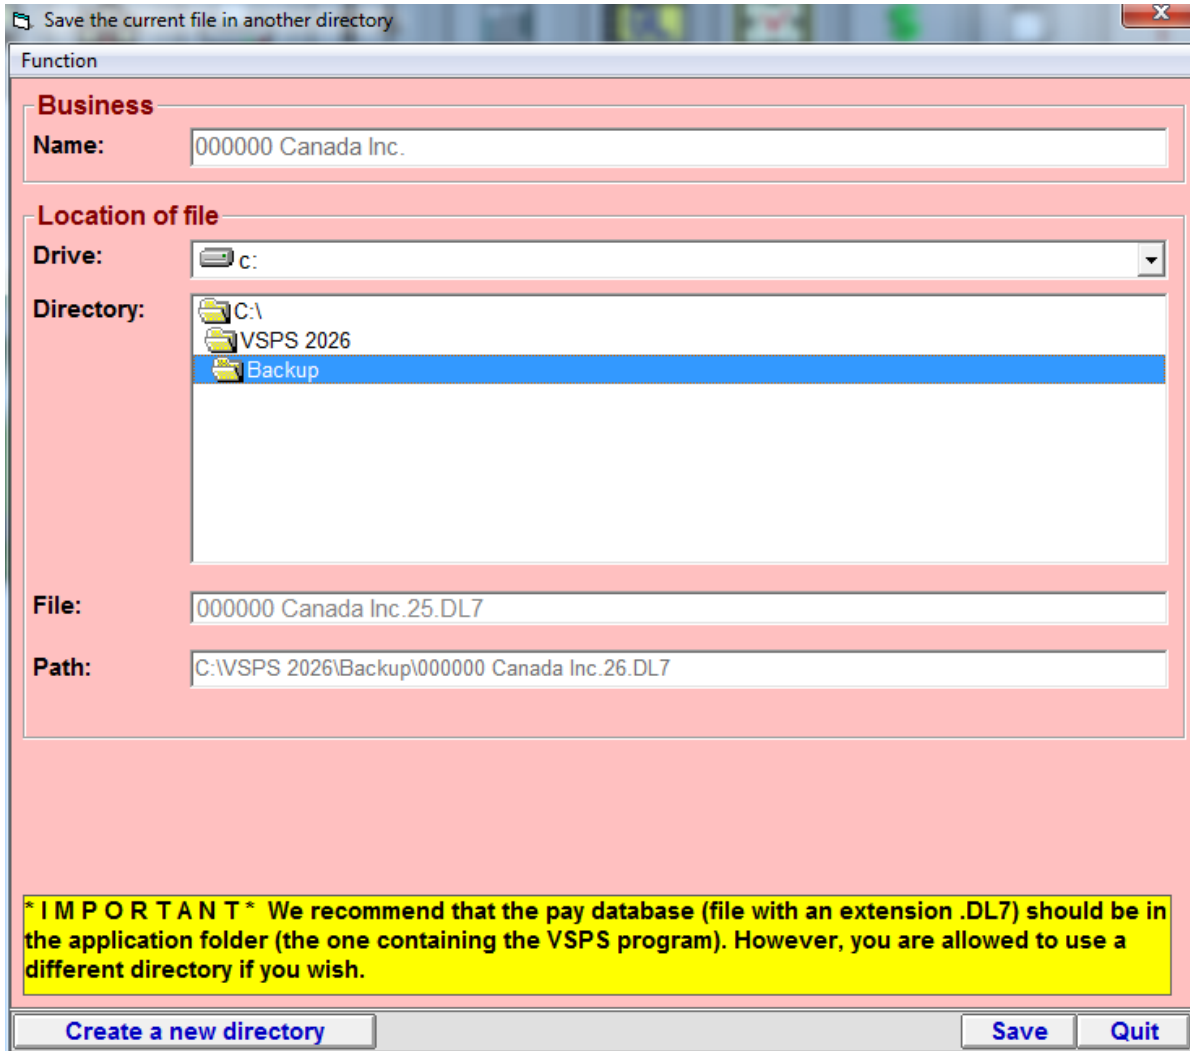 Save the current file in another directory
X
Function
Business
Name:
000000 Canada Inc.
Location of file
Drive:
c:
Directory:
C:\
VSPS 2026
Backup
File:
000000 Canada Inc.25.DL7
Path:
C:\VSPS 2026\Backup\000000 Canada Inc.26.DL7
* I M P O R T A N T * We recommend that the pay database (file with an extension .DL7) should be in
the application folder (the one containing the VSPS program). However, you are allowed to use a
different directory if you wish.
Create a new directory
Save
Quit